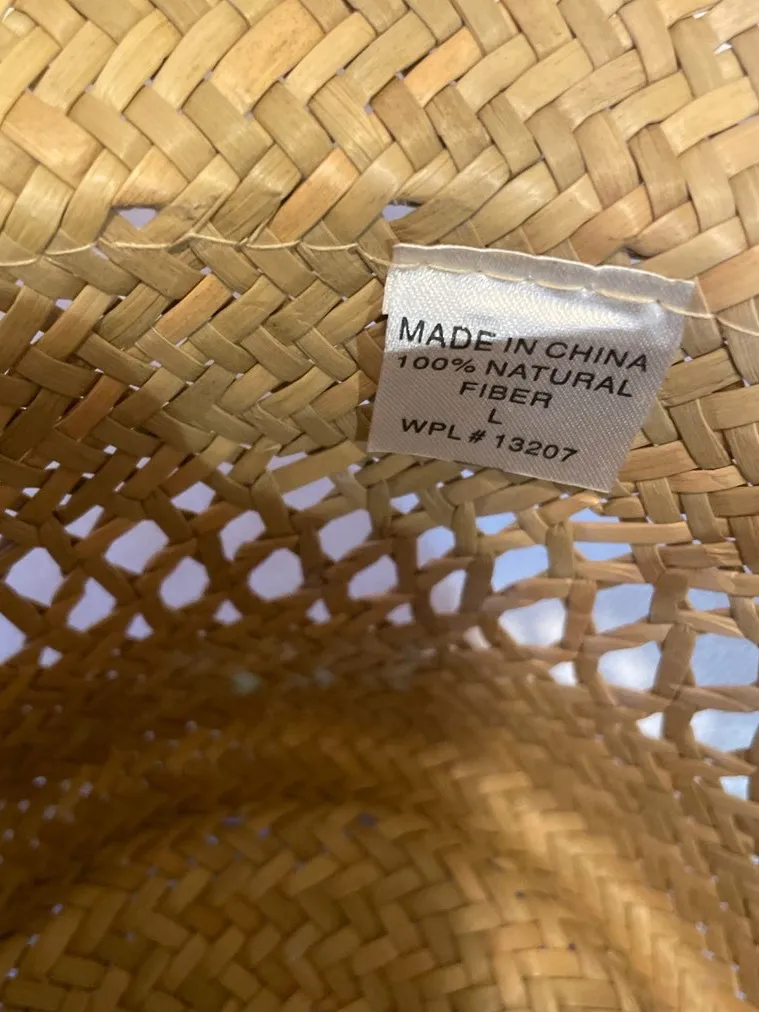 MADE IN CHINA
100% NATURAL
FIBER
L
WPL # 13207